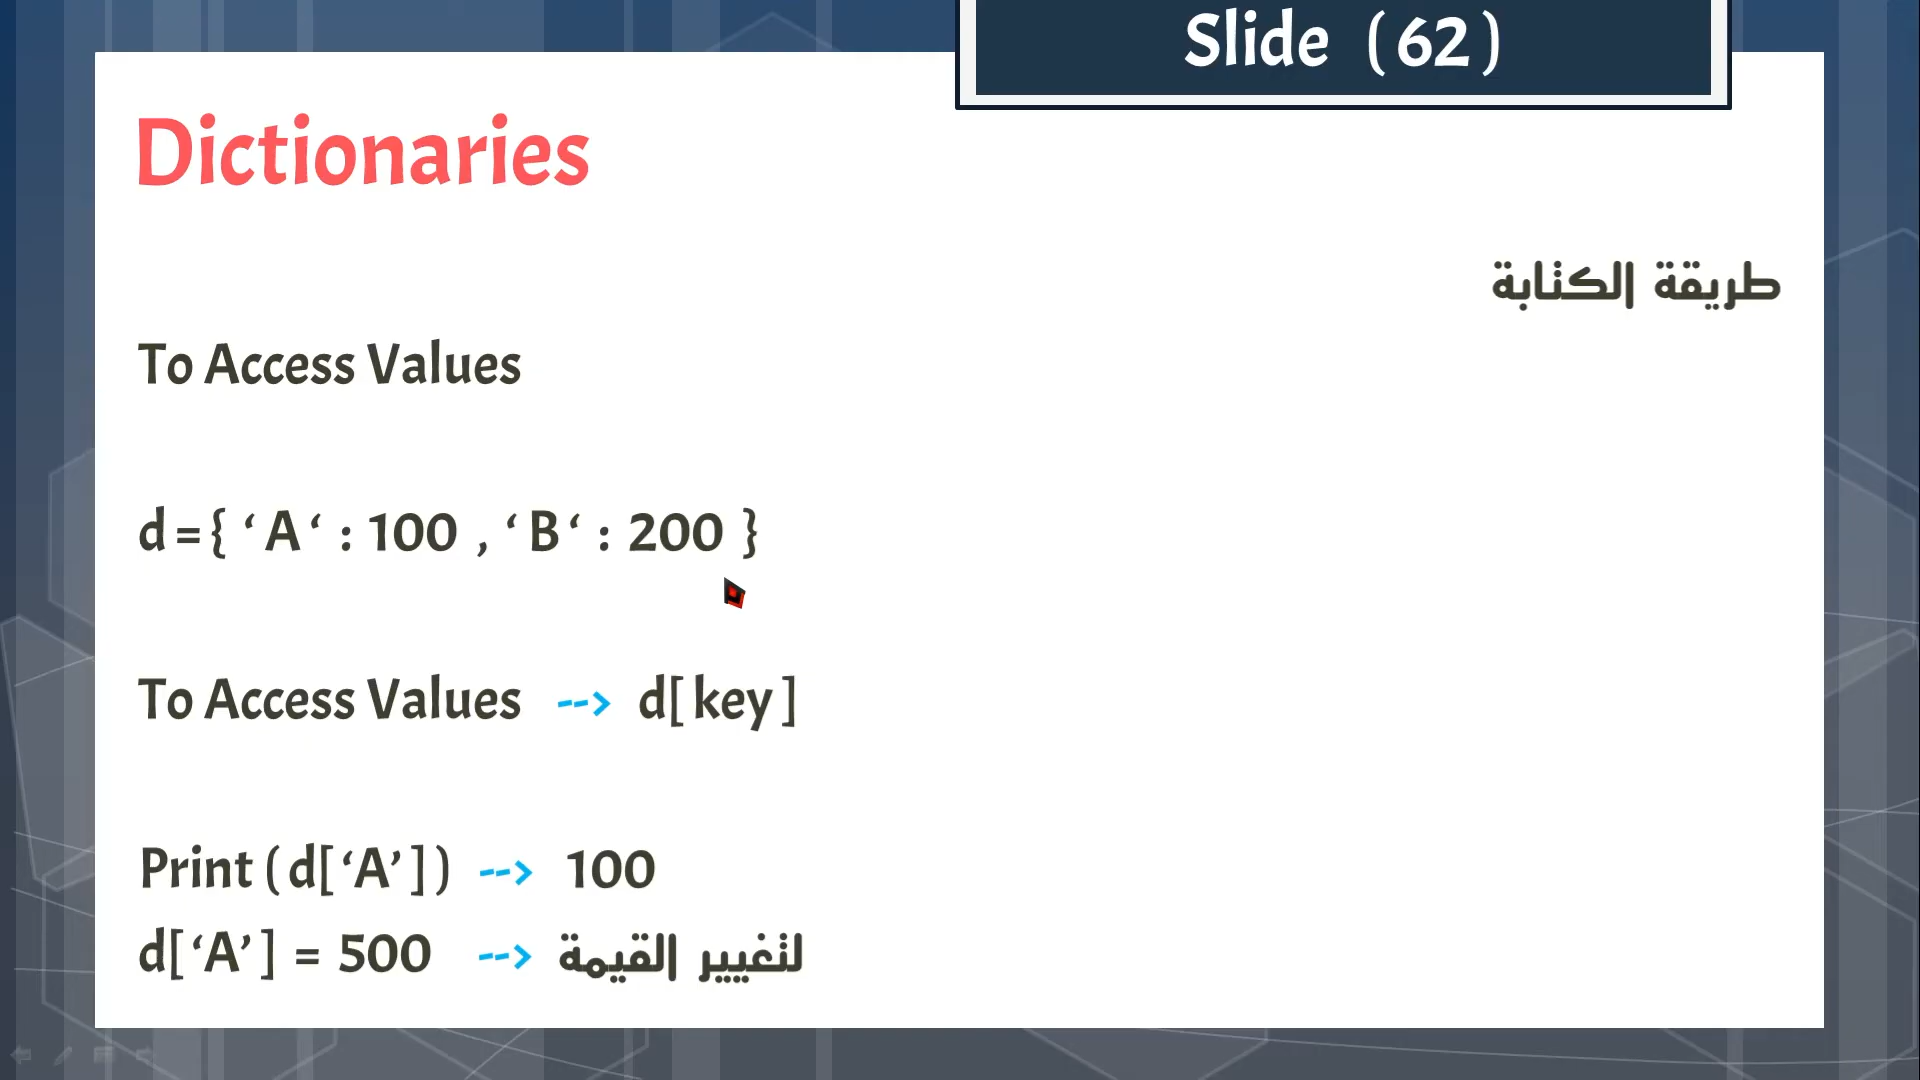 Slide (62)
Dictionaries
طريقة الكتابة
To Access Values
d={ ‘A‘ : 100 , ‘B‘ : 200 }
To Access Values --> d[key]
Print (d[‘A’]) --> 100
d[‘A’] = 500 --> لتغيير القيمة